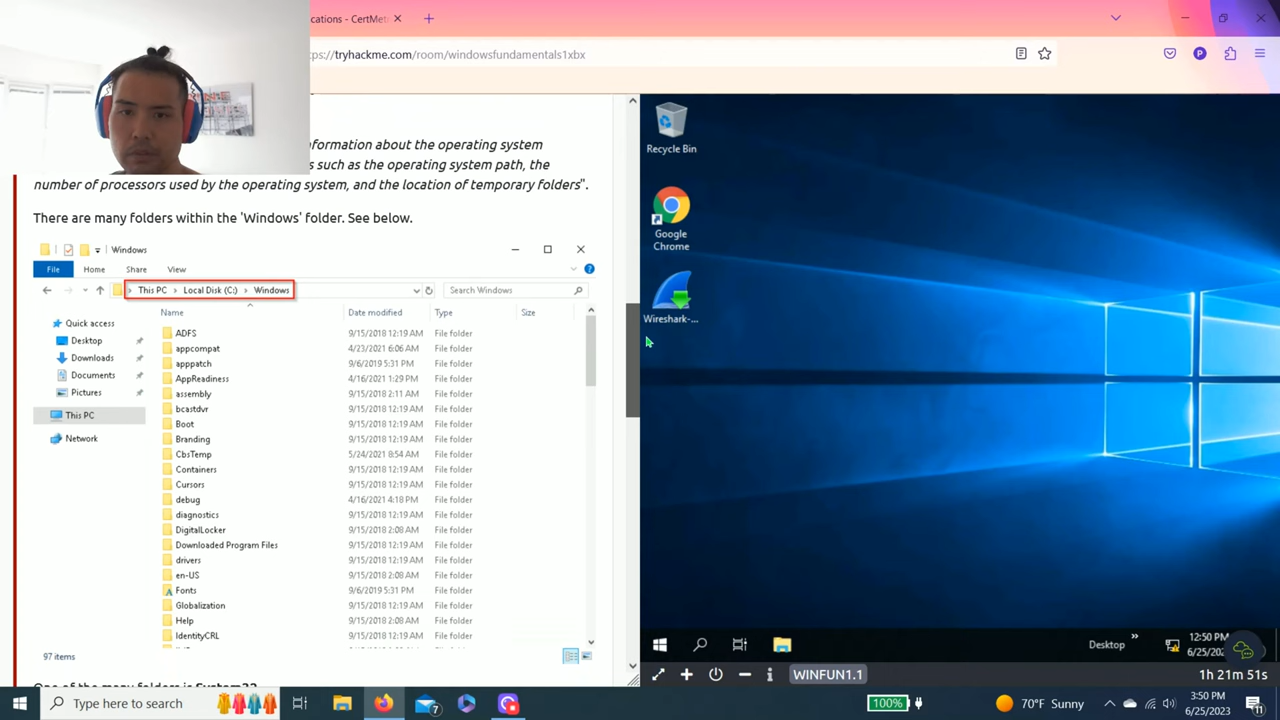 cations - CertMet
tps://tryhackme.com/room/windowsfundamentals1xbx
nformation about the operating system
s such as the operating system path, the
number of processors used by the operating system, and the location of temporary folders".
There are many folders within the 'Windows' folder. See below.
Windows
File Home Share View
This PC Local Disk (C:) Windows
Search Windows
Name Date modified Type Size
Quick access
Desktop
Downloads
Documents
Pictures
This PC
Network
ADFS 9/15/2018 12:19 AM File folder
appcompat 4/23/2021 6:06 AM File folder
apppatch 9/6/2019 5:31 PM File folder
AppReadiness 4/16/2021 1:29 PM File folder
assembly 9/15/2018 2:11 AM File folder
bcastdvr 9/15/2018 12:19 AM File folder
Boot 9/15/2018 12:19 AM File folder
Branding 9/15/2018 12:19 AM File folder
CbsTemp 5/24/2021 8:54 AM File folder
Containers 9/15/2018 12:19 AM File folder
Cursors 9/15/2018 12:19 AM File folder
debug 4/16/2021 4:18 PM File folder
diagnostics 9/15/2018 12:19 AM File folder
DigitalLocker 9/15/2018 2:08 AM File folder
Downloaded Program Files 9/15/2018 12:19 AM File folder
drivers 9/15/2018 12:19 AM File folder
en-US 9/15/2018 2:08 AM File folder
Fonts 9/6/2019 5:31 PM File folder
Globalization 9/15/2018 12:19 AM File folder
Help 9/15/2018 2:08 AM File folder
IdentityCRL 9/15/2018 12:19 AM File folder
97 items
One of the many folders is System32
Recycle Bin
Google
Chrome
Wireshark-...
Desktop
12:50 PM
6/25/202
WINFUN1.1
1h 21m 51s
Type here to search
7
100%
70°F Sunny
3:50 PM
6/25/2023
11
P